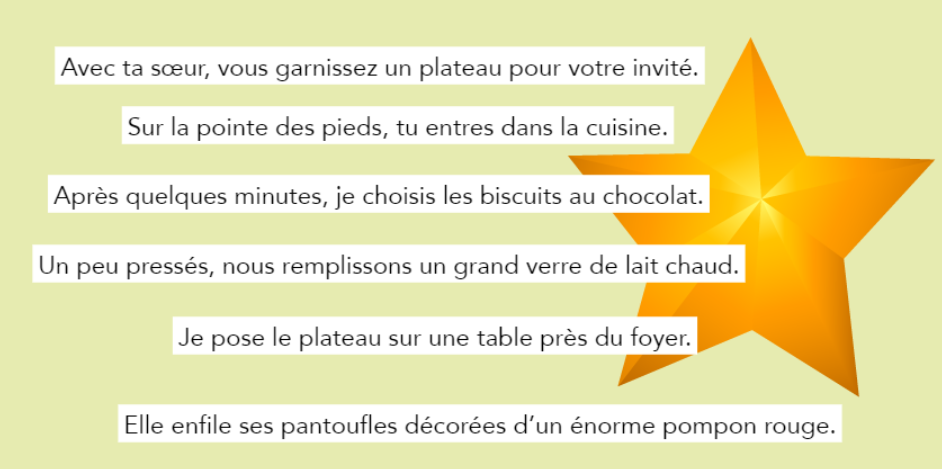 Avec ta sœur, vous garnissez un plateau pour votre invité.
Sur la pointe des pieds, tu entres dans la cuisine.
Après quelques minutes, je choisis les biscuits au chocolat.
Un peu pressés, nous remplissons un grand verre de lait chaud.
Je pose le plateau sur une table près du foyer.
Elle enfile ses pantoufles décorées d’un énorme pompon rouge.